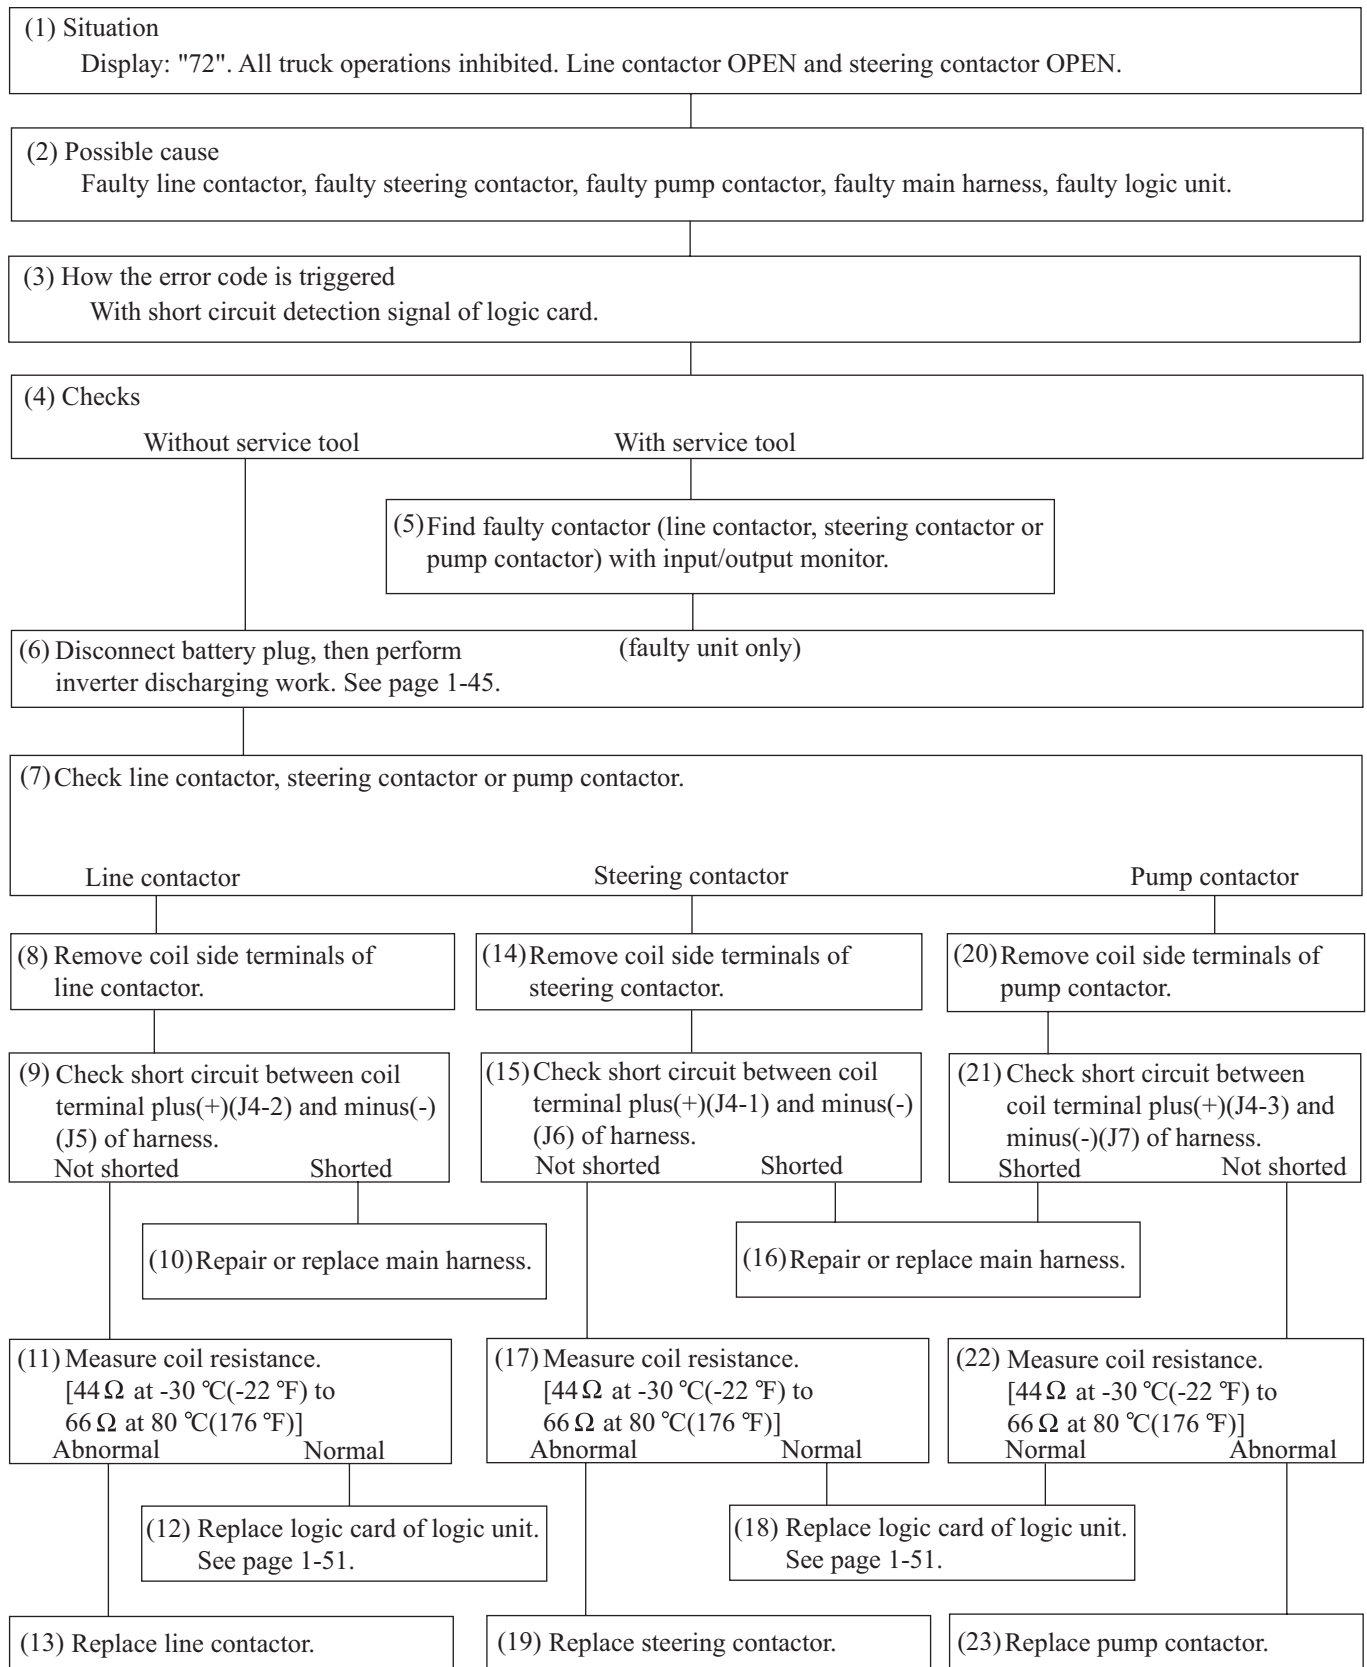 (1) Situation
Display: "72". All truck operations inhibited. Line contactor OPEN and steering contactor OPEN.
(2) Possible cause
Faulty line contactor, faulty steering contactor, faulty pump contactor, faulty main harness, faulty logic unit.
(3) How the error code is triggered
With short circuit detection signal of logic card.
(4) Checks
Without service tool
With service tool
(5) Find faulty contactor (line contactor, steering contactor or
pump contactor) with input/output monitor.
(6) Disconnect battery plug, then perform
inverter discharging work. See page 1-45.
(faulty unit only)
(7) Check line contactor, steering contactor or pump contactor.
Line contactor
Steering contactor
Pump contactor
(8) Remove coil side terminals of
line contactor.
(14) Remove coil side terminals of
steering contactor.
(20) Remove coil side terminals of
pump contactor.
(9) Check short circuit between coil
terminal plus(+)(J4-2) and minus(-)
(J5) of harness.
Not shorted
Shorted
(15) Check short circuit between coil
terminal plus(+)(J4-1) and minus(-)
(J6) of harness.
Not shorted
Shorted
(21) Check short circuit between
coil terminal plus(+)(J4-3) and
minus(-)(J7) of harness.
Shorted
Not shorted
(10) Repair or replace main harness.
(16) Repair or replace main harness.
(11) Measure coil resistance.
[44 Ω at -30 °C(-22 °F) to
66 Ω at 80 °C(176 °F)]
Abnormal
Normal
(17) Measure coil resistance.
[44 Ω at -30 °C(-22 °F) to
66 Ω at 80 °C(176 °F)]
Abnormal
Normal
(22) Measure coil resistance.
[44 Ω at -30 °C(-22 °F) to
66 Ω at 80 °C(176 °F)]
Normal
Abnormal
(12) Replace logic card of logic unit.
See page 1-51.
(18) Replace logic card of logic unit.
See page 1-51.
(13) Replace line contactor.
(19) Replace steering contactor.
(23) Replace pump contactor.